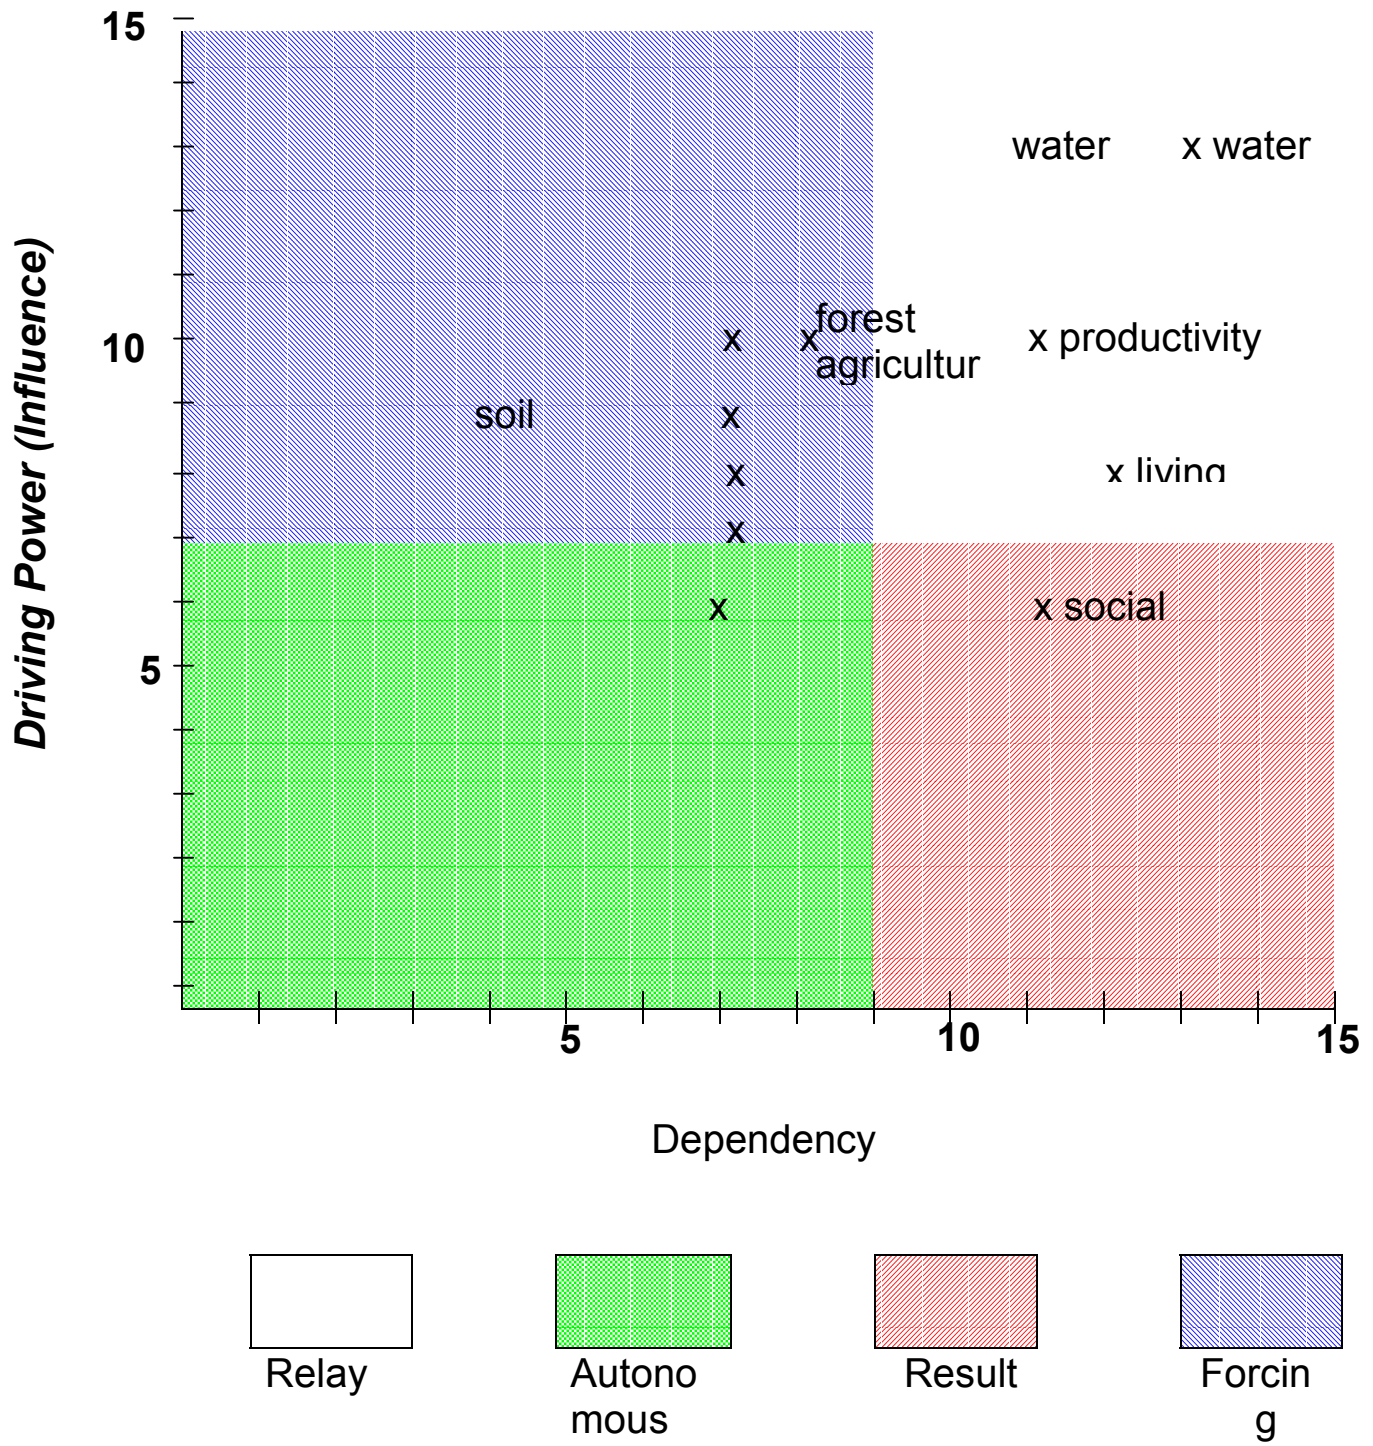 15
water x water
forest
x x
10 x productivity
agricultur
soil x
x x living
x
x x social
5
Driving Power (Influence)
5 10 15
Dependency
Relay Autono Result Forcin
mous g